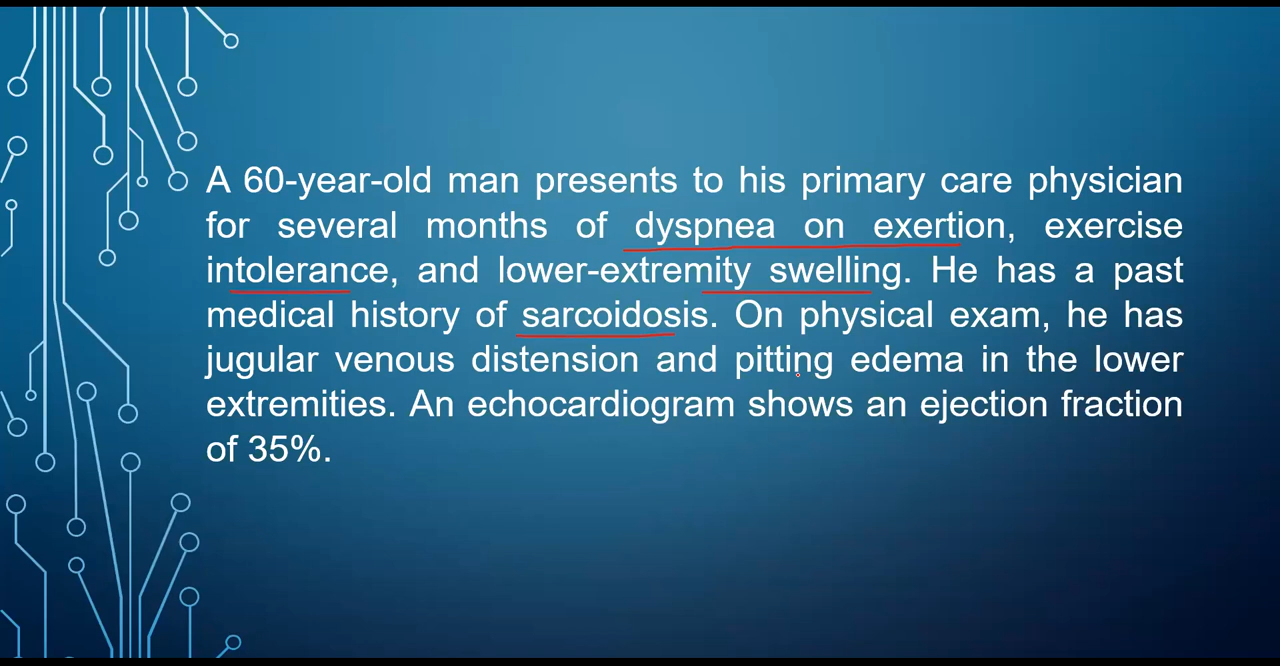 A 60-year-old man presents to his primary care physician
for several months of dyspnea on exertion, exercise
intolerance, and lower-extremity swelling. He has a past
medical history of sarcoidosis. On physical exam, he has
jugular venous distension and pitting edema in the lower
extremities. An echocardiogram shows an ejection fraction
of 35%.